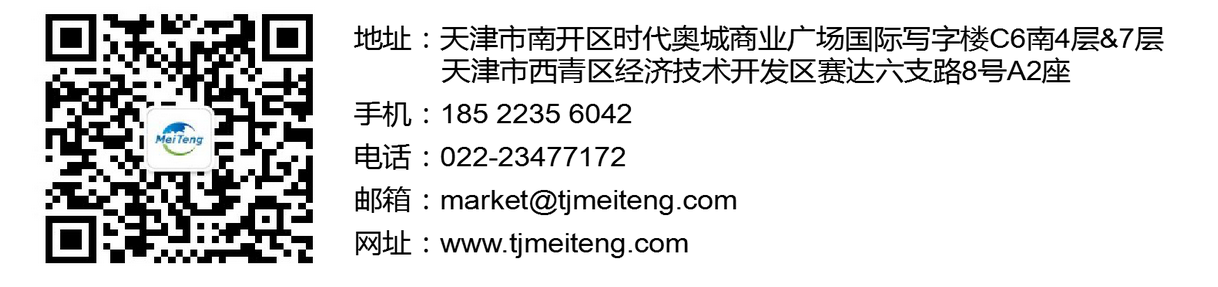 地址：天津市南开区时代奥城商业广场国际写字楼C6南4层&7层
天津市西青区经济技术开发区赛达六支路8号A2座
手机：185 2235 6042
电话：022-23477172
邮箱：market@tjmeiteng.com
网址：www.tjmeiteng.com
MeiTeng